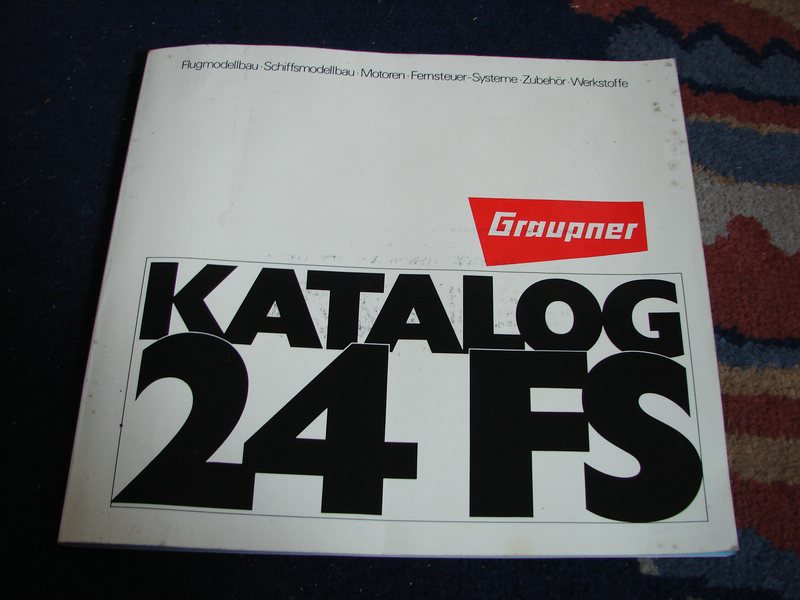 Flugmodellbau · Schiffsmodellbau · Motoren · Fernsteuer-Systeme · Zubehör · Werkstoffe
Graupner
KATALOG
24 FS